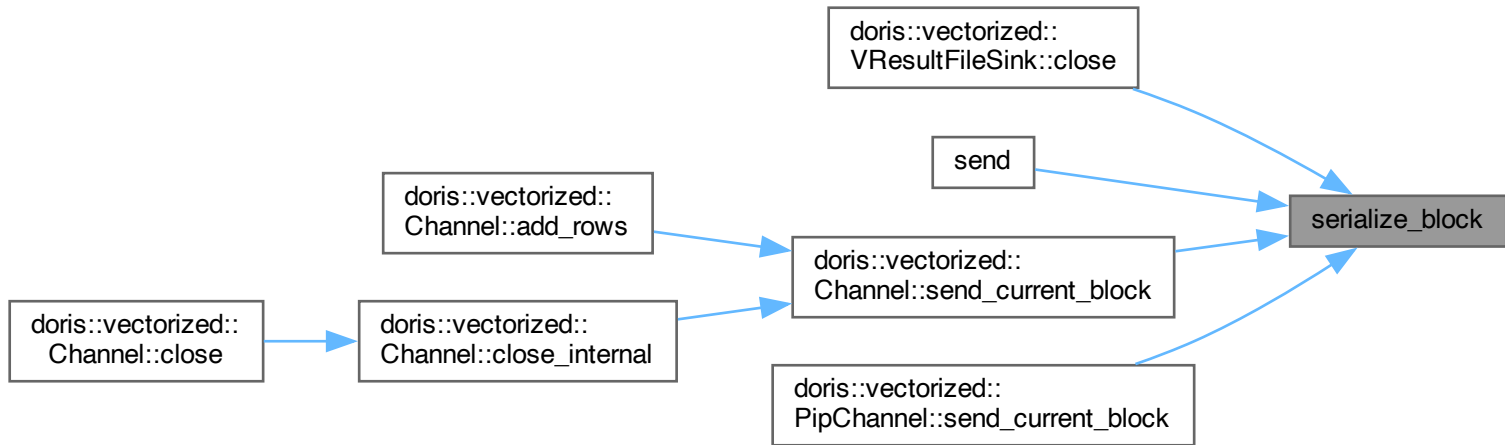 doris::vectorized::
VResultFileSink::close
send
doris::vectorized::
Channel::add_rows
serialize_block
doris::vectorized::
Channel::send_current_block
doris::vectorized::
Channel::close
doris::vectorized::
Channel::close_internal
doris::vectorized::
PipChannel::send_current_block